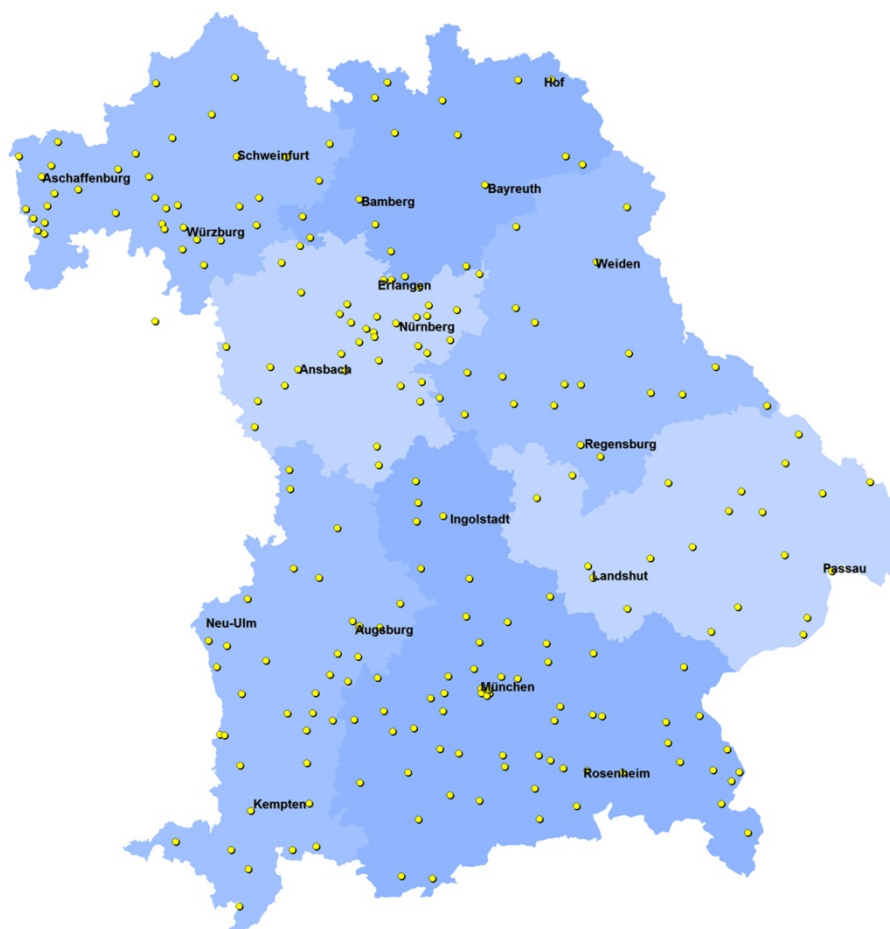 Hof
Schweinfurt
Aschaffenburg
Bayreuth
Bamberg
Würzburg
Weiden
Erlangen
Nürnberg
Ansbach
Regensburg
Ingolstadt
Passau
Landshut
Neu-Ulm
Augsburg
München
Rosenheim
Kempten